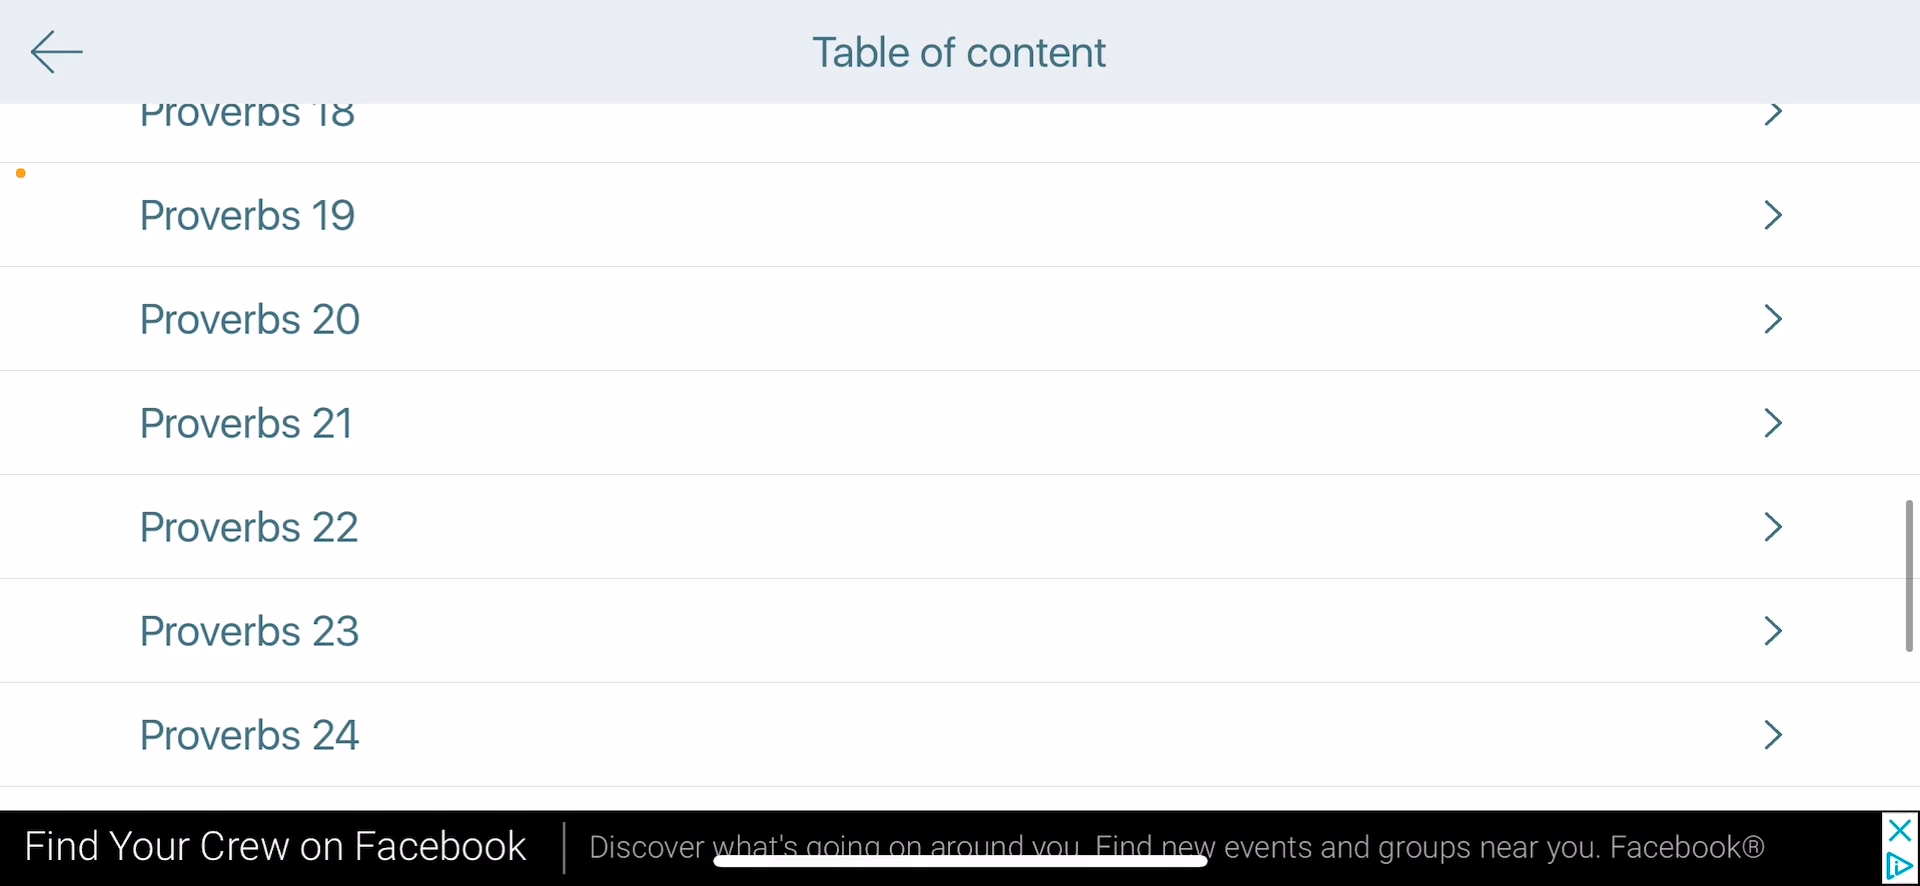 Table of content
Proverbs 18
Proverbs 19
Proverbs 20
Proverbs 21
Proverbs 22
Proverbs 23
Proverbs 24
Find Your Crew on Facebook
Discover what's going on around you. Find new events and groups near you. Facebook®